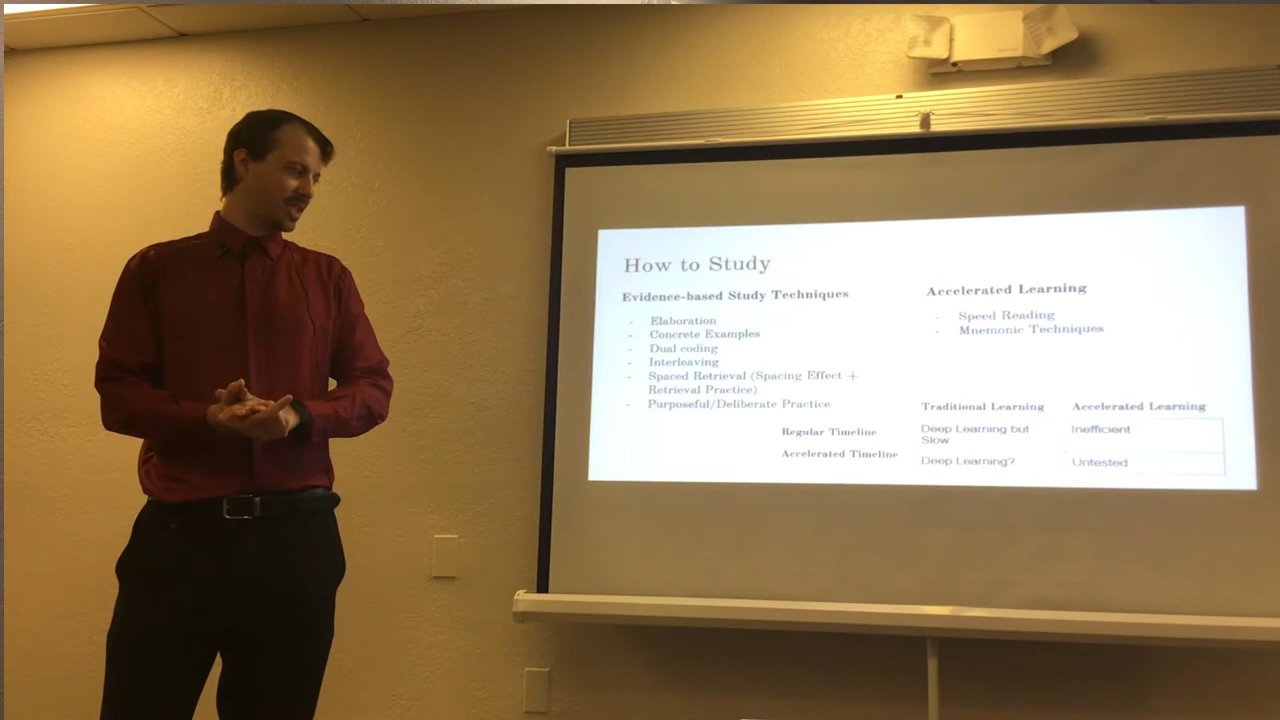 How to Study
Evidence-based Study Techniques
- Elaboration
- Concrete Examples
- Dual coding
- Interleaving
- Spaced Retrieval (Spacing Effect +
Retrieval Practice)
- Purposeful/Deliberate Practice
Accelerated Learning
- Speed Reading
- Mnemonic Techniques
Traditional Learning Accelerated Learning
Regular Timeline Deep Learning but Inefficient
Slow
Accelerated Timeline Deep Learning? Untested